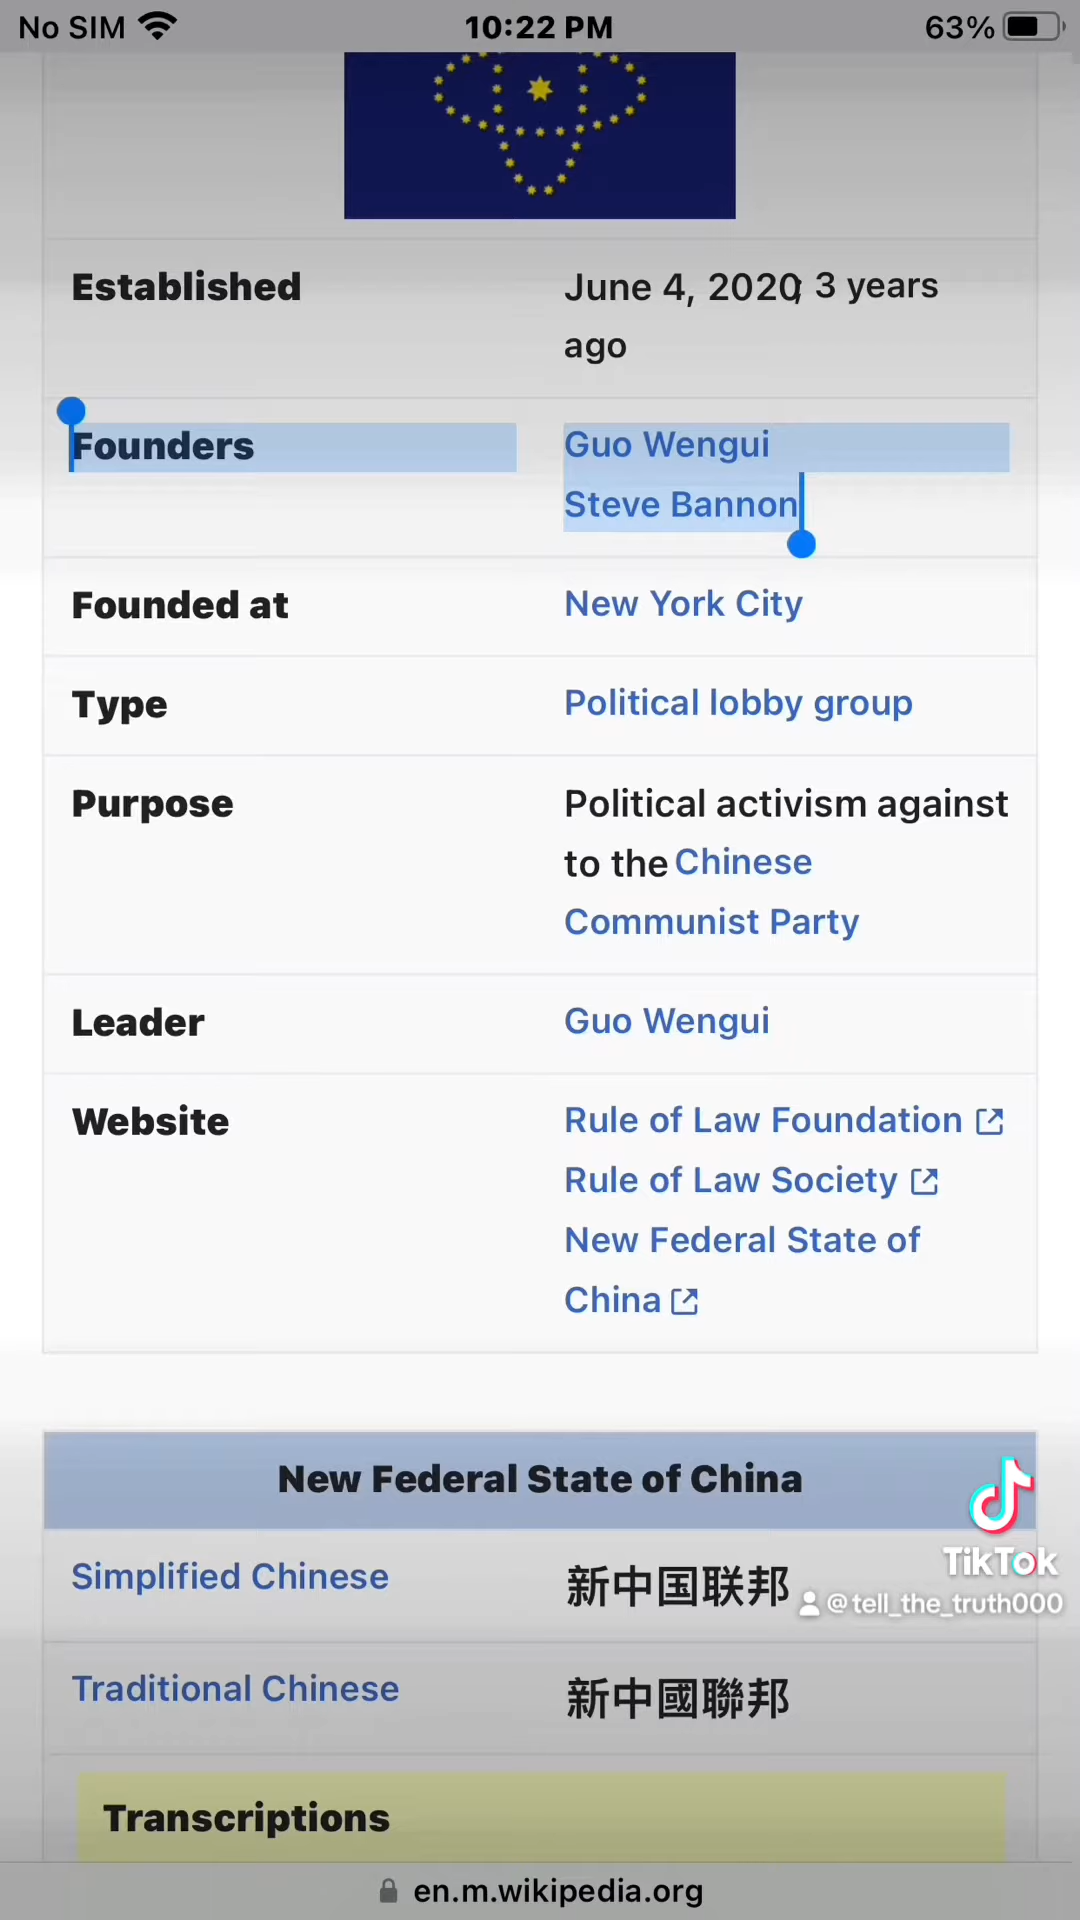 No SIM 10:22 PM 63%
Established June 4, 2020; 3 years
ago
Founders Guo Wengui
Steve Bannon
Founded at New York City
Type Political lobby group
Purpose Political activism against
to the Chinese
Communist Party
Leader Guo Wengui
Website Rule of Law Foundation
Rule of Law Society
New Federal State of
China
New Federal State of China
TikTok
Simplified Chinese 新中国联邦
@tell_the_truth000
Traditional Chinese 新中國聯邦
Transcriptions
en.m.wikipedia.org